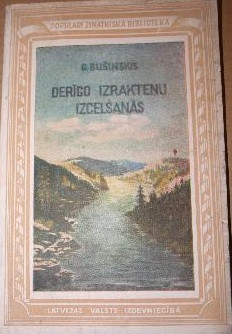 POPULĀRI ZINĀTNISKĀ BIBLIOTĒKA
G. BUŠINSKIS
DERĪGO IZRAKTEŅU
IZCELŠANĀS
LATVIJAS VALSTS IZDEVNIECĪBA